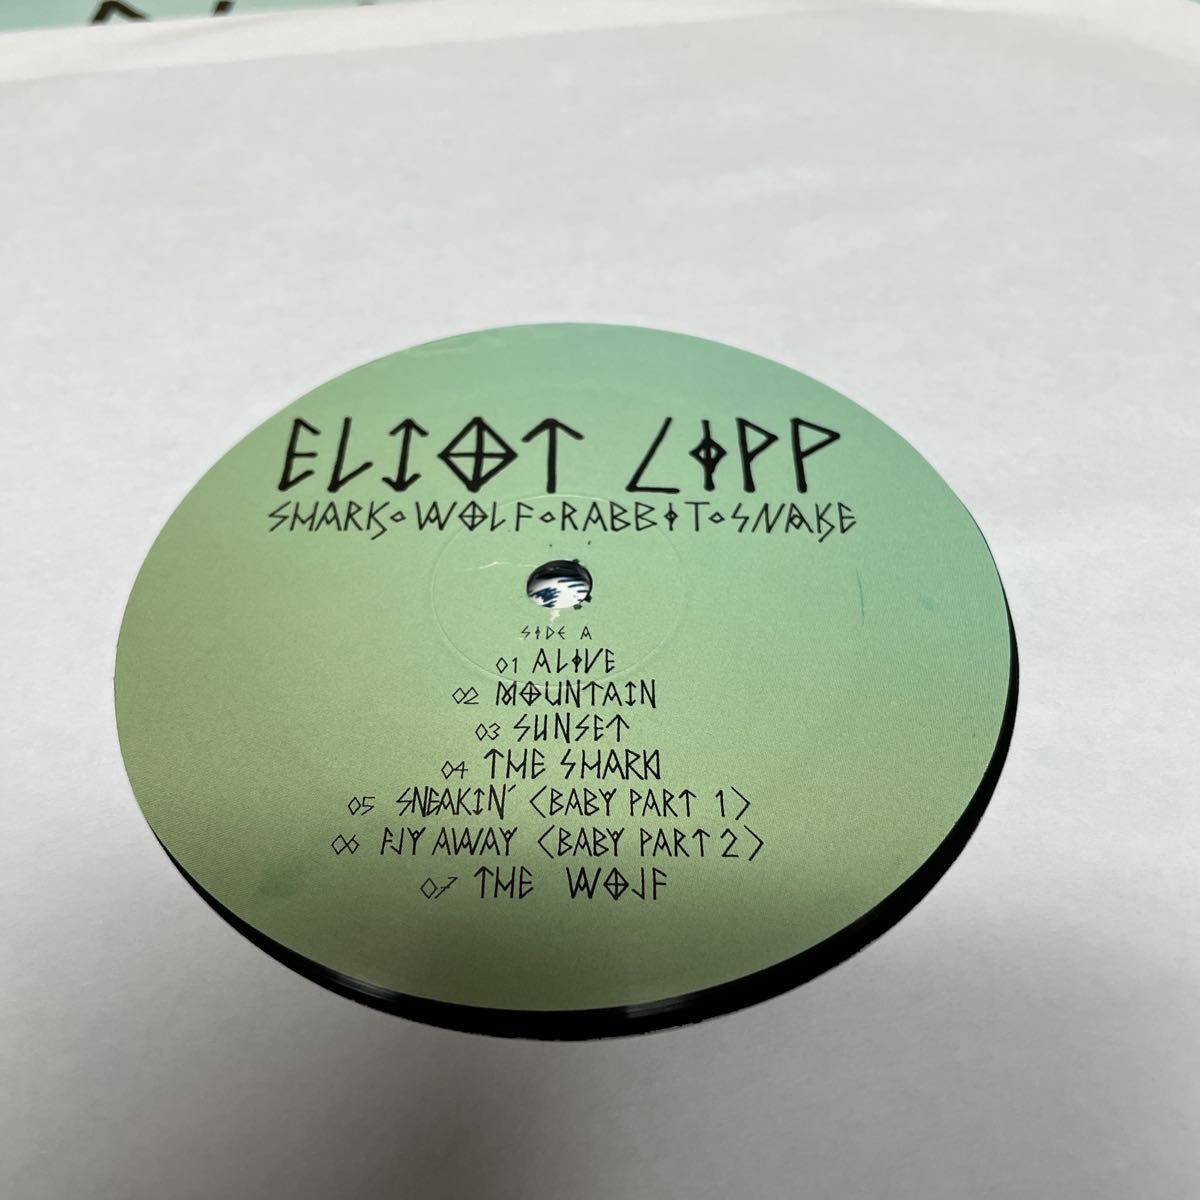 ELIOT LIPP
SHARK◇WOLF◇RABBIT◇SNAKE
SIDE A
01 ALIVE
02 MOUNTAIN
03 SUNSET
04 THE SHARK
05 SNEAKIN' <BABY PART 1>
06 FLY AWAY <BABY PART 2>
07 THE WOLF